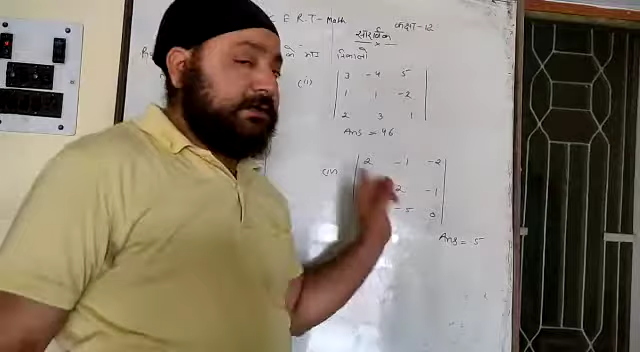 E R.T - Math कक्षा-12
सारणिक
के मान निकालो
(ii) 3 -4 5
1 1 -2
2 3 1
Ans = 46
(iv) 2 -1 -2
2 -1
-5 0
Ans = 5